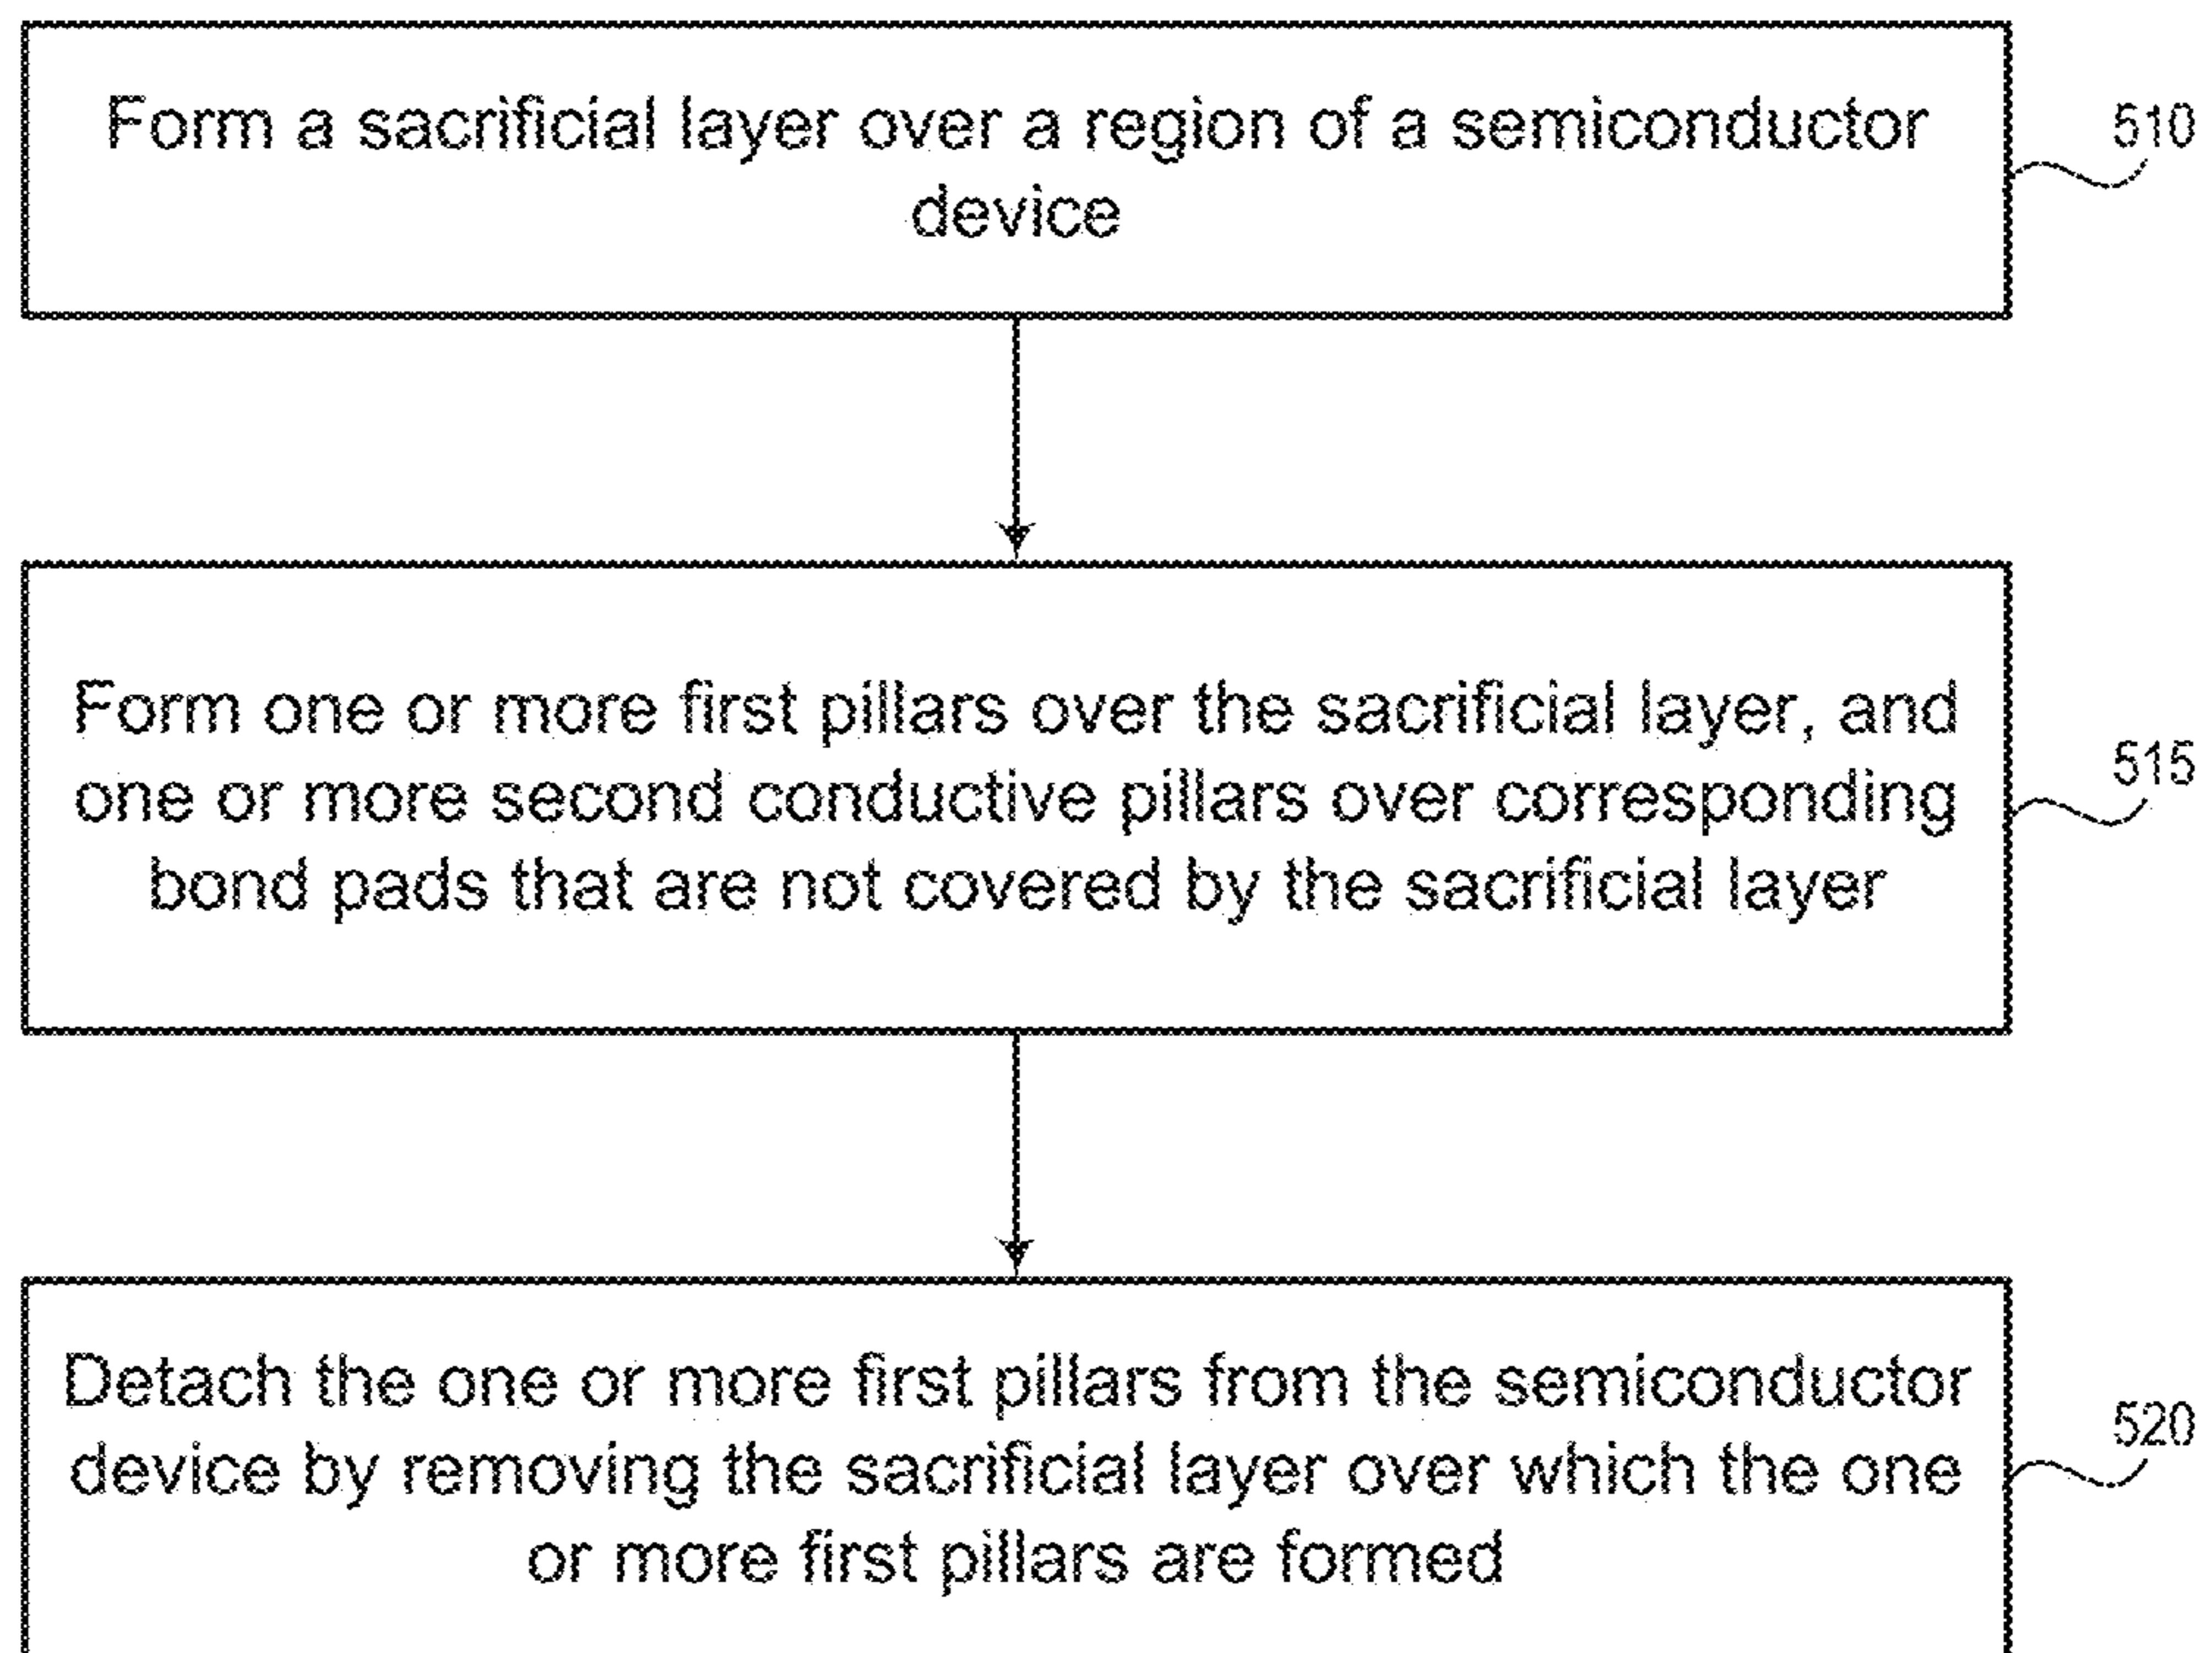 Form a sacrificial layer over a region of a semiconductor
device
510
Form one or more first pillars over the sacrificial layer, and
one or more second conductive pillars over corresponding
bond pads that are not covered by the sacrificial layer
515
Detach the one or more first pillars from the semiconductor
device by removing the sacrificial layer over which the one
or more first pillars are formed
520